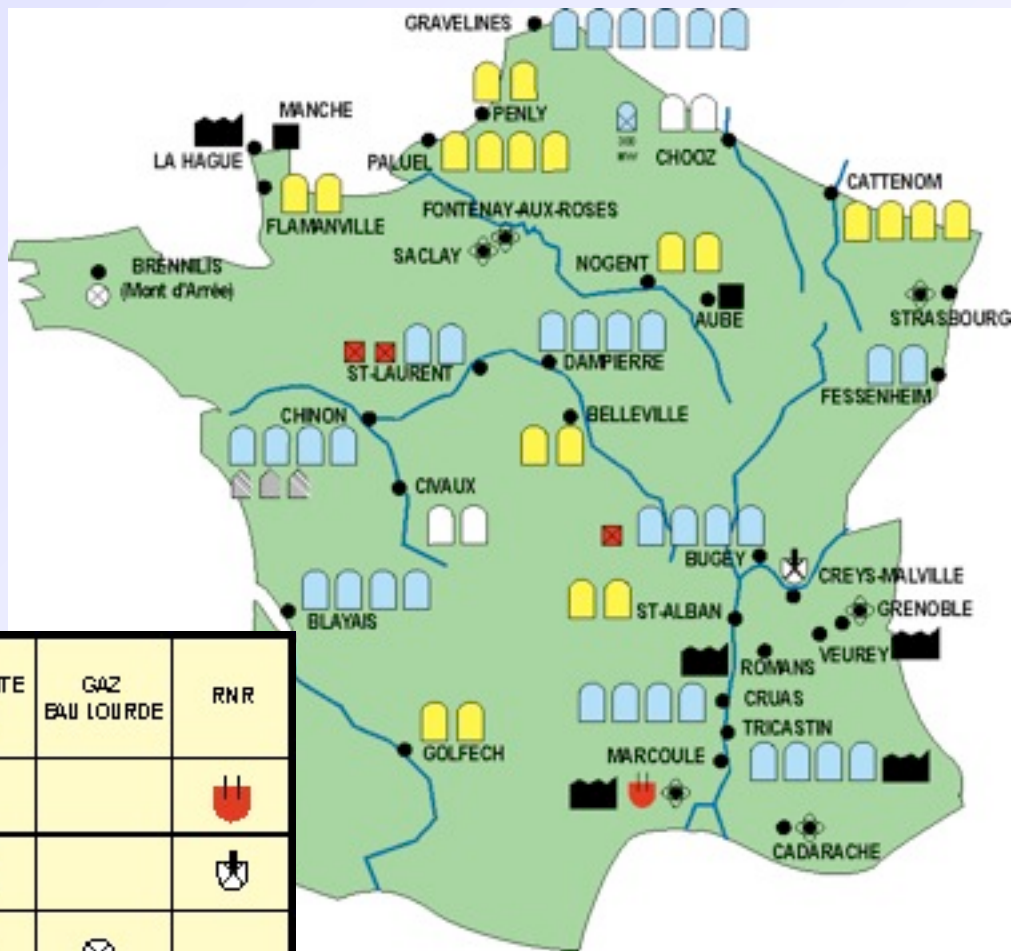 GRAVELINES
PENLY
MANCHE
LA HAGUE
PALUEL
CHOOZ
CATTENOM
FLAMANVILLE
FONTENAY-AUX-ROSES
SACLAY
NOGENT
BRENNILIS
(Mont d'Arrée)
AUBE
STRASBOURG
ST-LAURENT
DAMPIERRE
FESSENHEIM
CHINON
BELLEVILLE
CIVAUX
BUGEY
CREYS-MALVILLE
BLAYAIS
ST-ALBAN
GRENOBLE
VEUREY
ROMANS
CRUAS
TRICASTIN
GOLFECH
MARCOULE
CADARACHE
TE
GAZ
EAU LOURDE
RNR